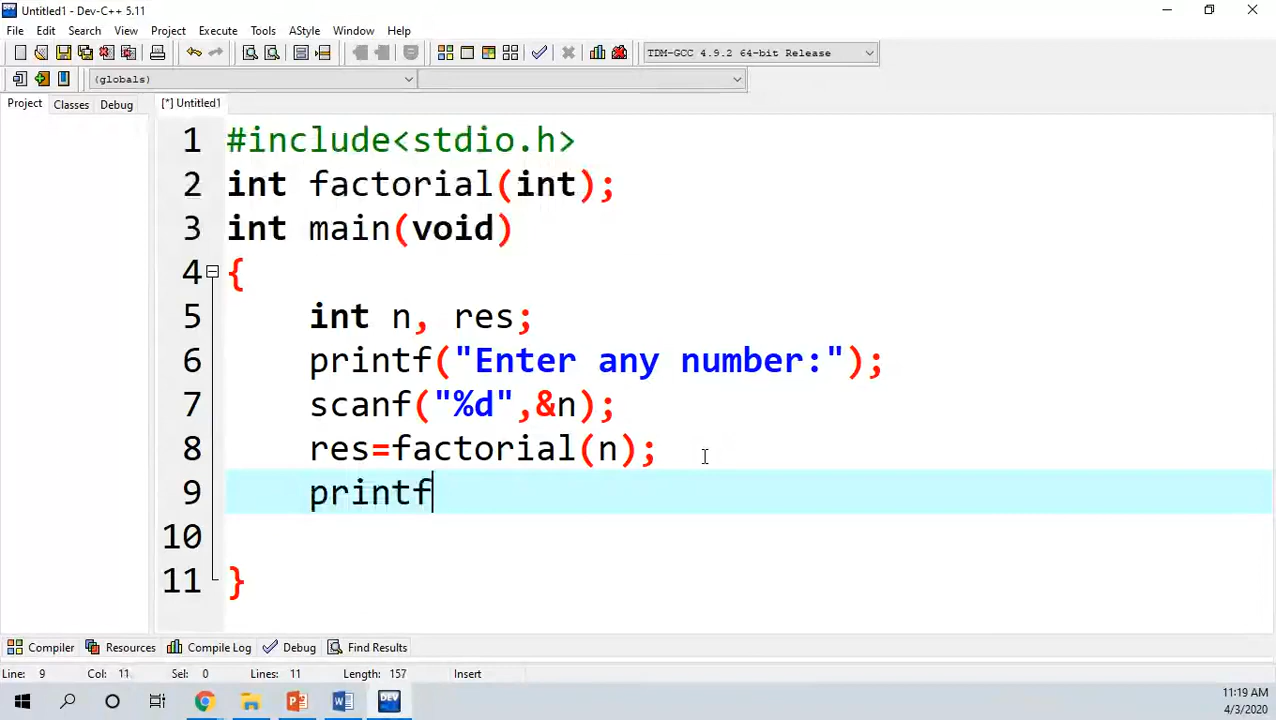 Untitled1 - Dev-C++ 5.11
File Edit Search View Project Execute Tools AStyle Window Help
TDM-GCC 4.9.2 64-bit Release
(globals)
Project Classes Debug [*] Untitled1
1 #include<stdio.h>
2 int factorial(int);
3 int main(void)
4 {
5 int n, res;
6 printf("Enter any number:");
7 scanf("%d",&n);
8 res=factorial(n);
9 printf
10
11 }
Compiler Resources Compile Log Debug Find Results
Line: 9 Col: 11 Sel: 0 Lines: 11 Length: 157 Insert
DEV
11:19 AM
4/3/2020